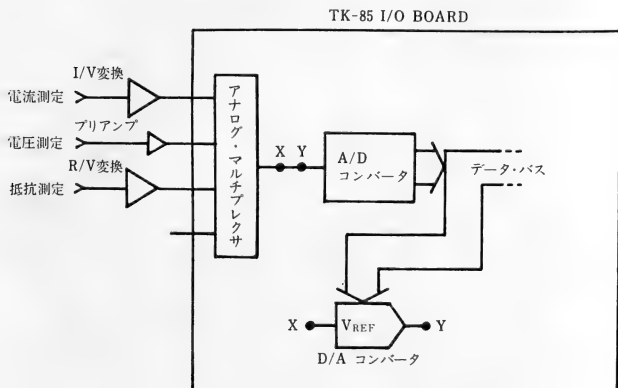 TK-85 I/O BOARD
I/V変換
電流測定
プリアンプ
電圧測定
R/V変換
抵抗測定
アナログ・マルチプレクサ
X Y
A/D
コンバータ
データ・バス
X
VREF
Y
D/A コンバータ